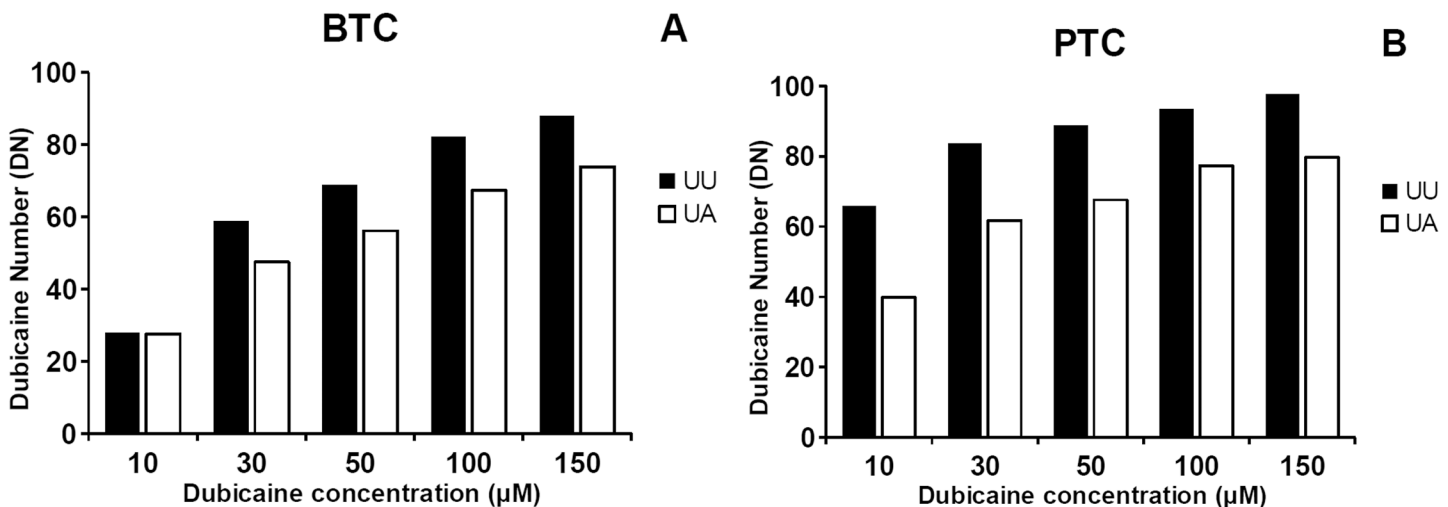 BTC
A
Dubicaine Number (DN)
100
80
60
40
20
0
10 30 50 100 150
Dubicaine concentration (µM)
UU
UA
PTC
B
Dubicaine Number (DN)
100
80
60
40
20
0
10 30 50 100 150
Dubicaine concentration (µM)
UU
UA